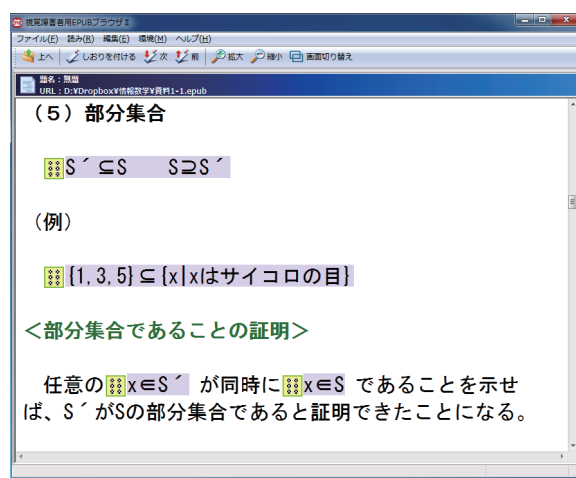 視覚障害者用EPUBブラウザⅡ
ファイル(F) 読み(R) 編集(E) 環境(M) ヘルプ(H)
上へ しおりを付ける 次 前 拡大 縮小 画面切り替え
題名:無題
URL:D:¥Dropbox¥情報数学¥資料1-1.epub
(5)部分集合
S´⊆S  S⊇S´
(例)
{1,3,5}⊆{x|xはサイコロの目}
<部分集合であることの証明>
任意のx∈S´ が同時にx∈S であることを示せ
ば、S´がSの部分集合であると証明できたことになる。